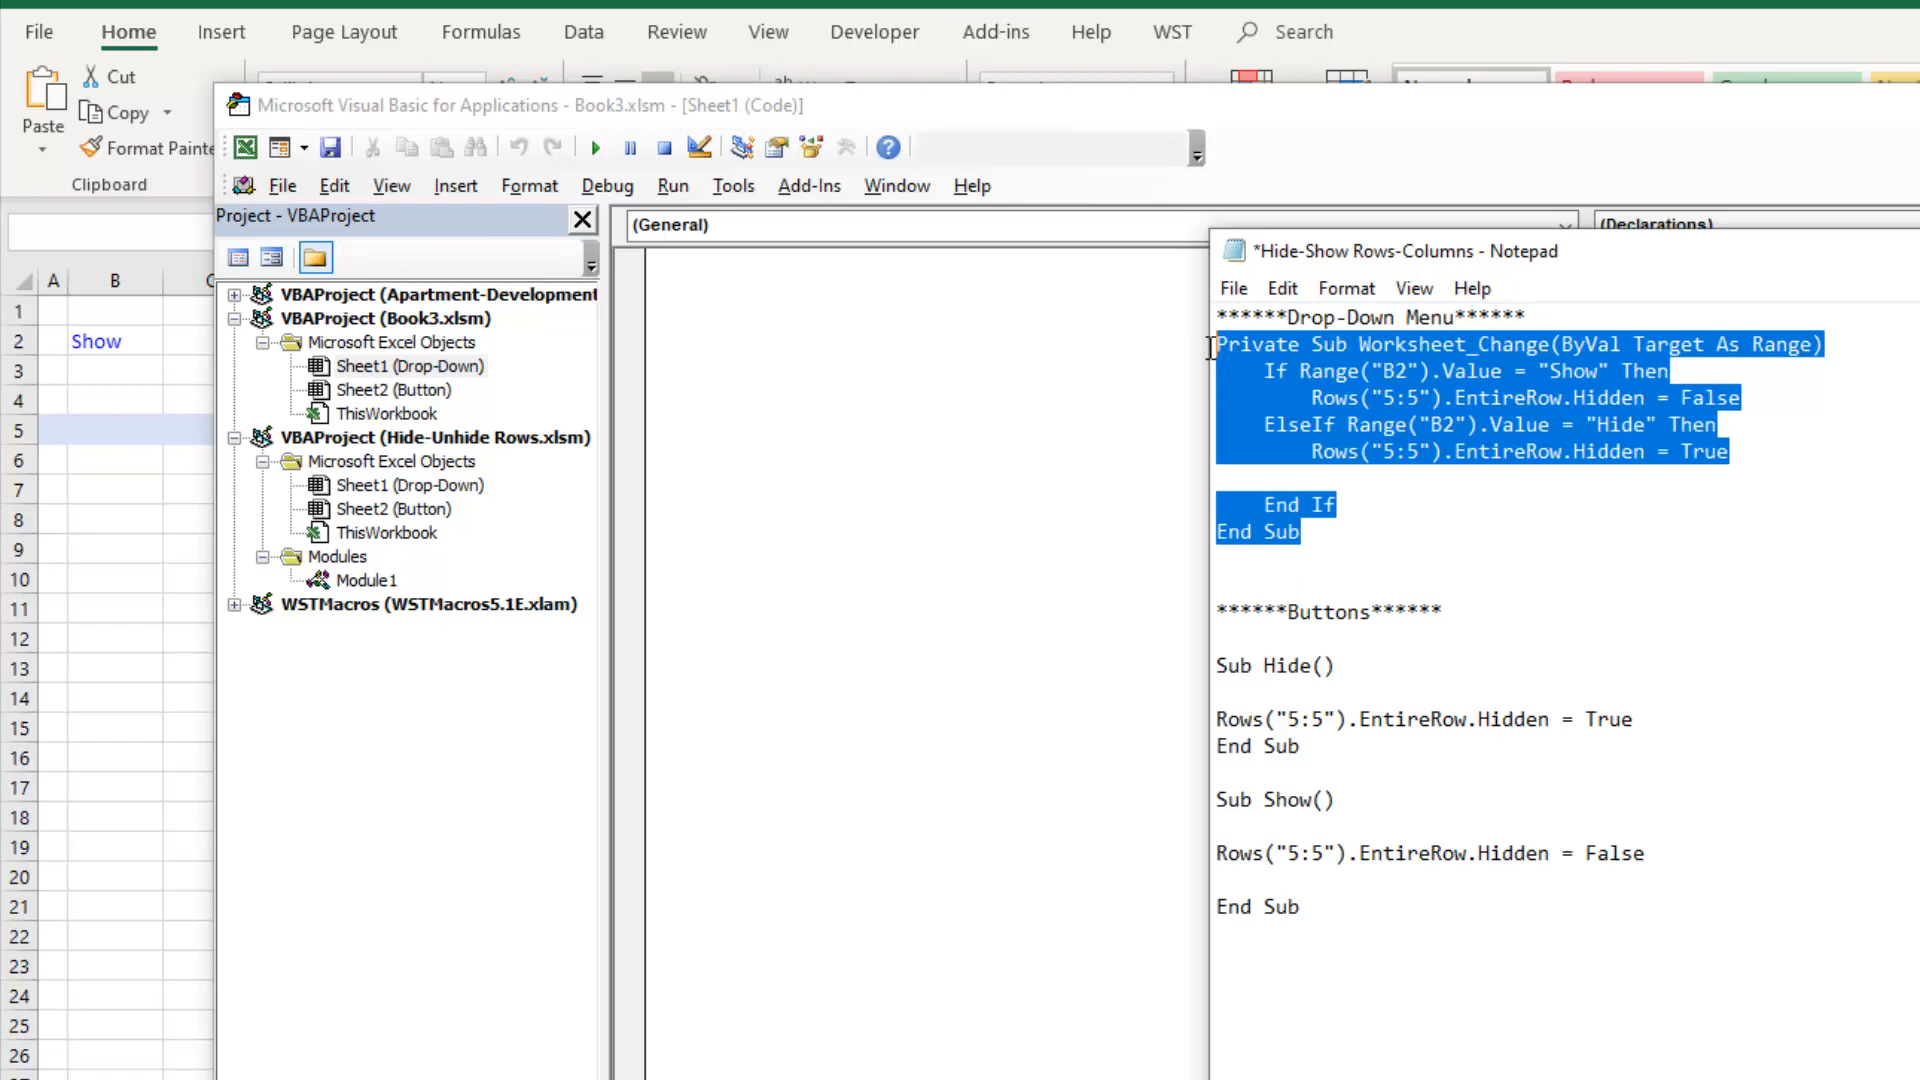 File Home Insert Page Layout Formulas Data Review View Developer Add-ins Help WST Search
Cut
Copy
Paste
Format Painte
Clipboard
Microsoft Visual Basic for Applications - Book3.xlsm - [Sheet1 (Code)]
File Edit View Insert Format Debug Run Tools Add-Ins Window Help
Project - VBAProject
(General)
(Declarations)
VBAProject (Apartment-Development
VBAProject (Book3.xlsm)
Microsoft Excel Objects
Sheet1 (Drop-Down)
Sheet2 (Button)
ThisWorkbook
VBAProject (Hide-Unhide Rows.xlsm)
Microsoft Excel Objects
Sheet1 (Drop-Down)
Sheet2 (Button)
ThisWorkbook
Modules
Module1
WSTMacros (WSTMacros5.1E.xlam)
A B C
1
2 Show
3
4
5
6
7
8
9
10
11
12
13
14
15
16
17
18
19
20
21
22
23
24
25
26
*Hide-Show Rows-Columns - Notepad
File Edit Format View Help
******Drop-Down Menu******
Private Sub Worksheet_Change(ByVal Target As Range)
If Range("B2").Value = "Show" Then
Rows("5:5").EntireRow.Hidden = False
ElseIf Range("B2").Value = "Hide" Then
Rows("5:5").EntireRow.Hidden = True
End If
End Sub
******Buttons******
Sub Hide()
Rows("5:5").EntireRow.Hidden = True
End Sub
Sub Show()
Rows("5:5").EntireRow.Hidden = False
End Sub